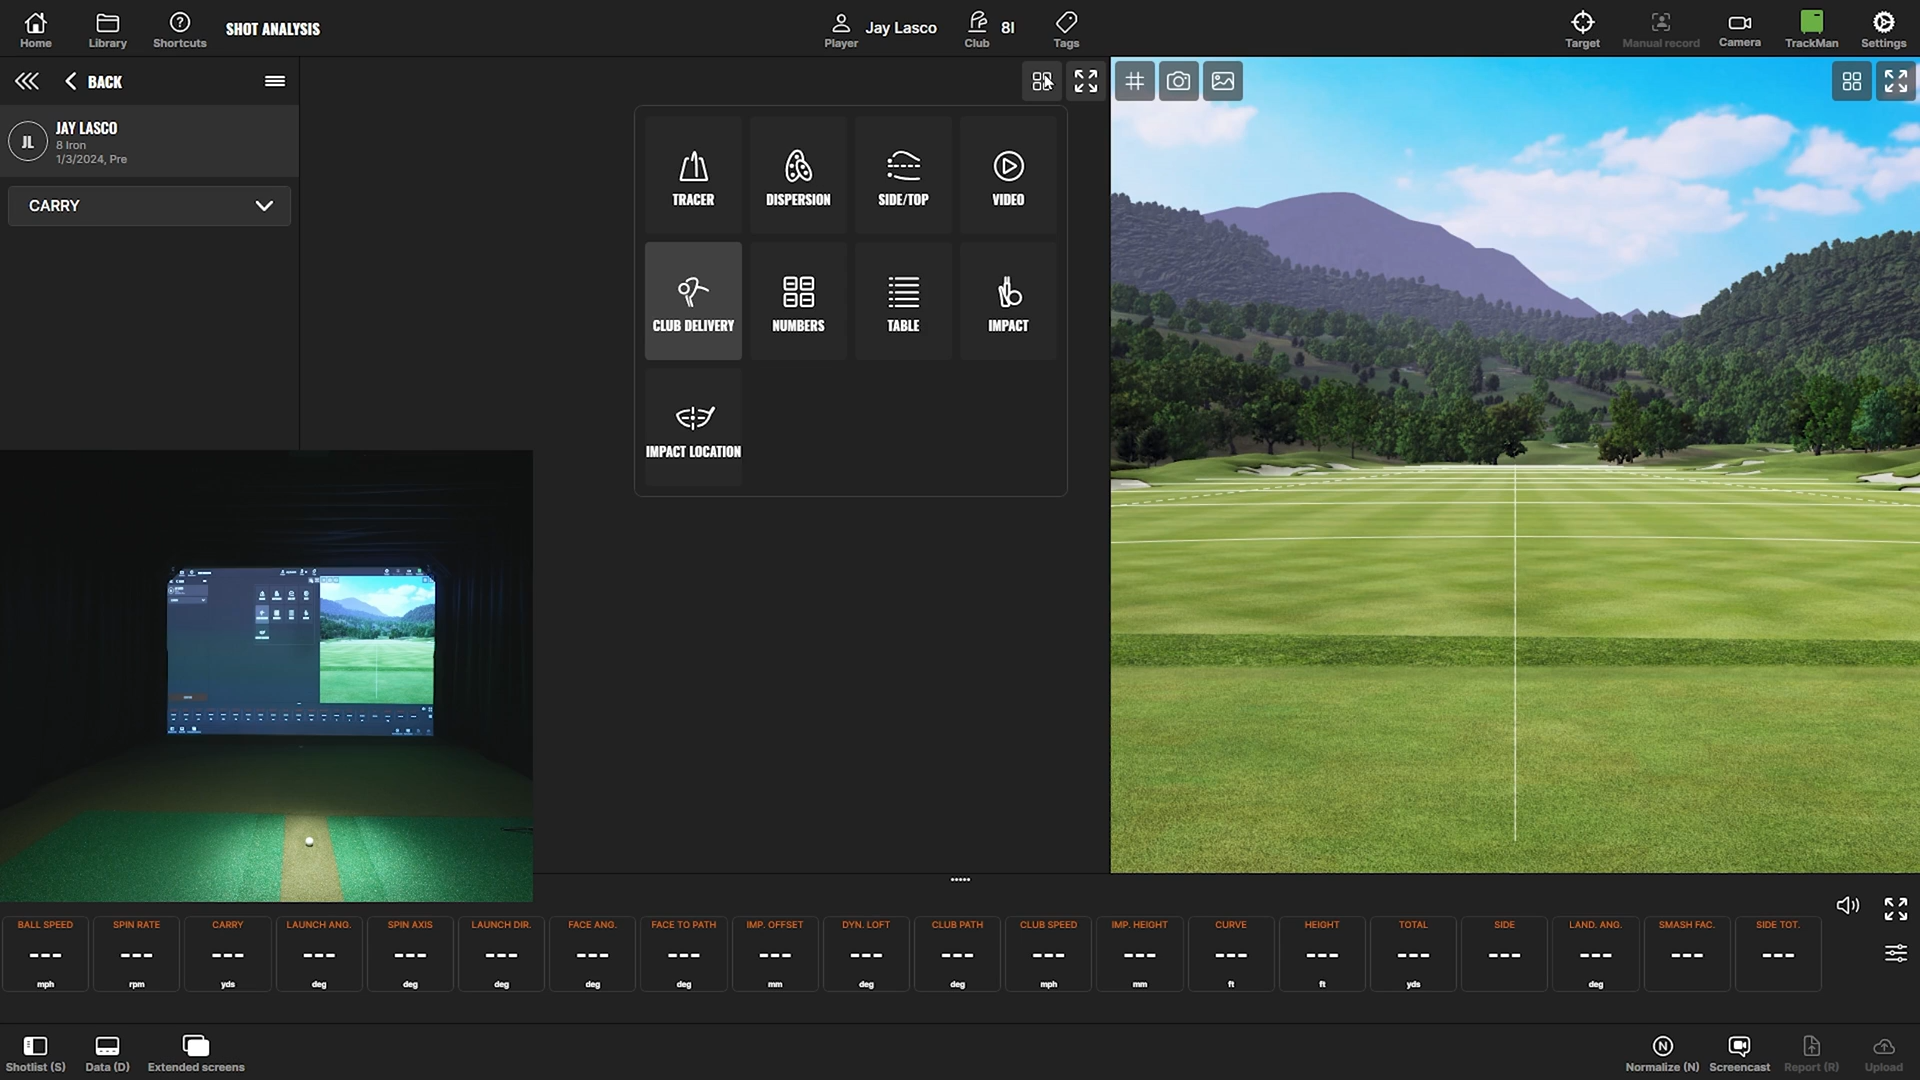 Home
Library
Shortcuts
SHOT ANALYSIS
Player
Jay Lasco
Club
8I
Tags
Target
Manual record
Camera
TrackMan
Settings
BACK
JL
JAY LASCO
8 Iron
1/3/2024, Pre
CARRY
TRACER
DISPERSION
SIDE/TOP
VIDEO
CLUB DELIVERY
NUMBERS
TABLE
IMPACT
IMPACT LOCATION
BALL SPEED
---
mph
SPIN RATE
---
rpm
CARRY
---
yds
LAUNCH ANG.
---
deg
SPIN AXIS
---
deg
LAUNCH DIR.
---
deg
FACE ANG.
---
deg
FACE TO PATH
---
deg
IMP. OFFSET
---
mm
DYN. LOFT
---
deg
CLUB PATH
---
deg
CLUB SPEED
---
mph
IMP. HEIGHT
---
mm
CURVE
---
ft
HEIGHT
---
ft
TOTAL
---
yds
SIDE
---
LAND. ANG.
---
deg
SMASH FAC.
---
SIDE TOT.
---
Shotlist (S)
Data (D)
Extended screens
N
Normalize (N)
Screencast
Report (R)
Upload